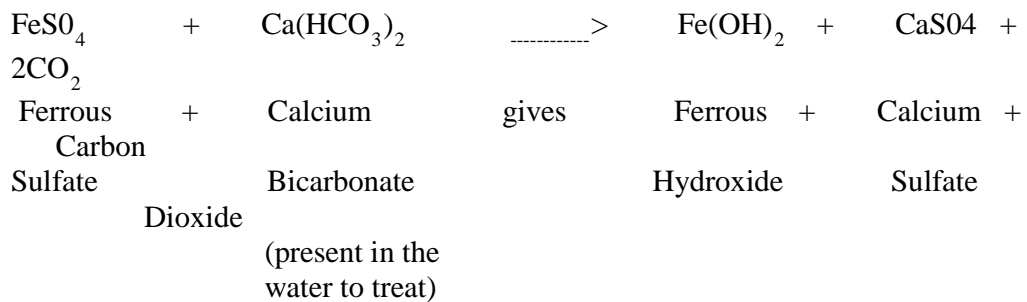 FeS0₄ + Ca(HCO₃)₂ ------------> Fe(OH)₂ + CaS04 +
2CO₂
Ferrous + Calcium gives Ferrous + Calcium +
Carbon
Sulfate Bicarbonate Hydroxide Sulfate
Dioxide
(present in the
water to treat)